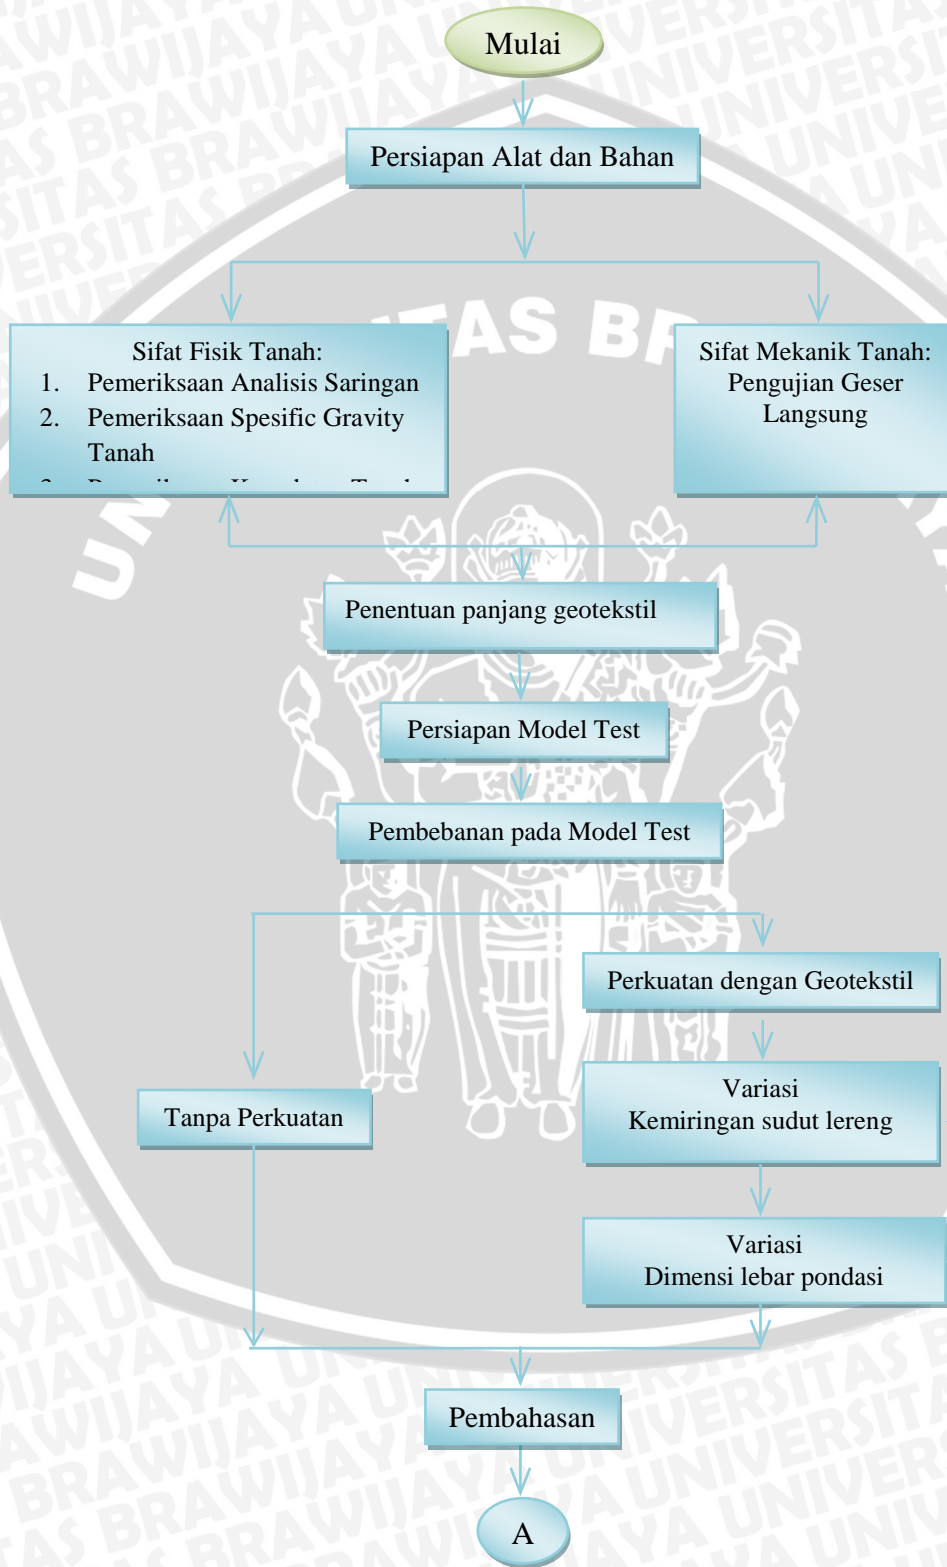 Mulai
Persiapan Alat dan Bahan
Sifat Fisik Tanah:
1. Pemeriksaan Analisis Saringan
2. Pemeriksaan Spesific Gravity
Tanah
Sifat Mekanik Tanah:
Pengujian Geser
Langsung
Penentuan panjang geotekstil
Persiapan Model Test
Pembebanan pada Model Test
Perkuatan dengan Geotekstil
Tanpa Perkuatan
Variasi
Kemiringan sudut lereng
Variasi
Dimensi lebar pondasi
Pembahasan
A